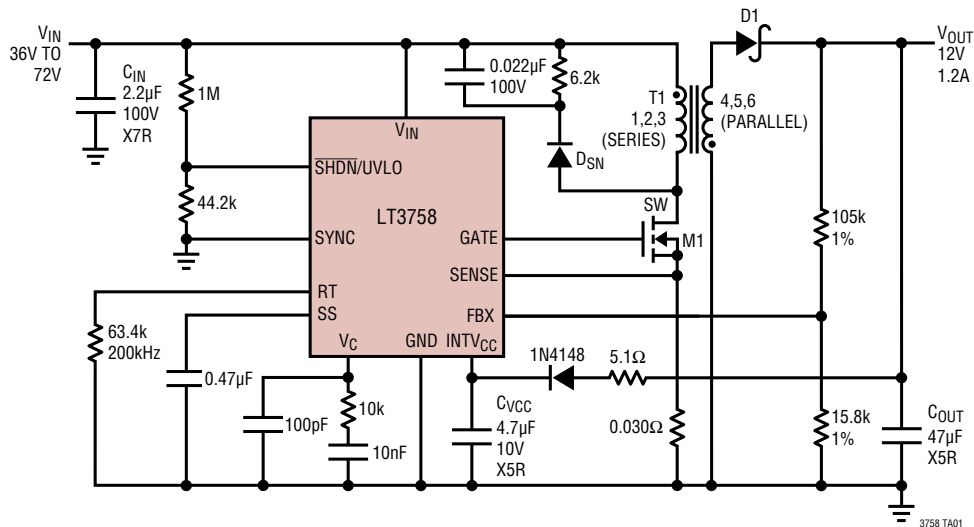 VIN
36V TO
72V
CIN
2.2µF
100V
X7R
1M
44.2k
0.022µF
100V
6.2k
DSN
T1
1,2,3
(SERIES)
4,5,6
(PARALLEL)
D1
VOUT
12V
1.2A
VIN
SHDN/UVLO
LT3758
SYNC
GATE
SENSE
RT
SS
FBX
VC
GND
INTVCC
SW
M1
105k
1%
63.4k
200kHz
0.47µF
100pF
10k
10nF
1N4148
5.1Ω
CVCC
4.7µF
10V
X5R
0.030Ω
15.8k
1%
COUT
47µF
X5R
3758 TA01